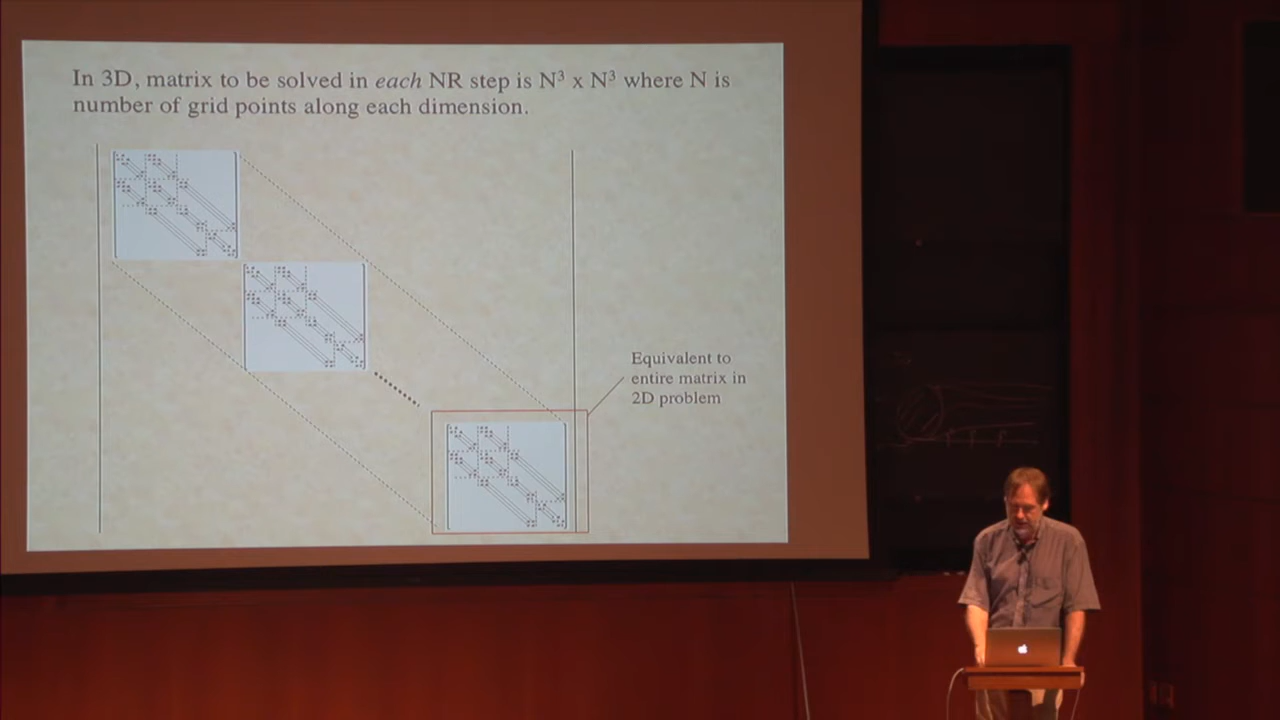 In 3D, matrix to be solved in each NR step is N³ x N³ where N is
number of grid points along each dimension.
Equivalent to
entire matrix in
2D problem